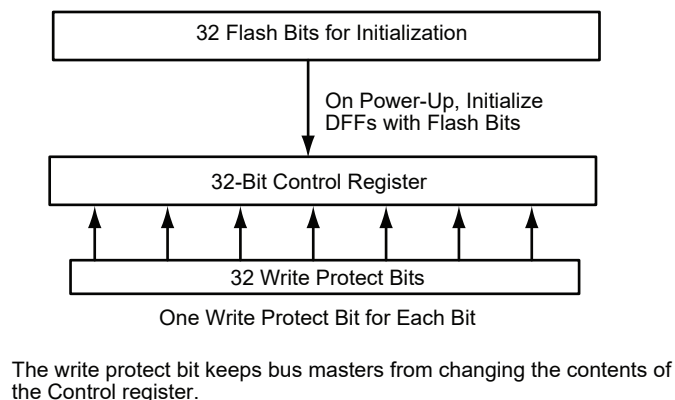 32 Flash Bits for Initialization
On Power-Up, Initialize
DFFs with Flash Bits
32-Bit Control Register
32 Write Protect Bits
One Write Protect Bit for Each Bit
The write protect bit keeps bus masters from changing the contents of
the Control register.